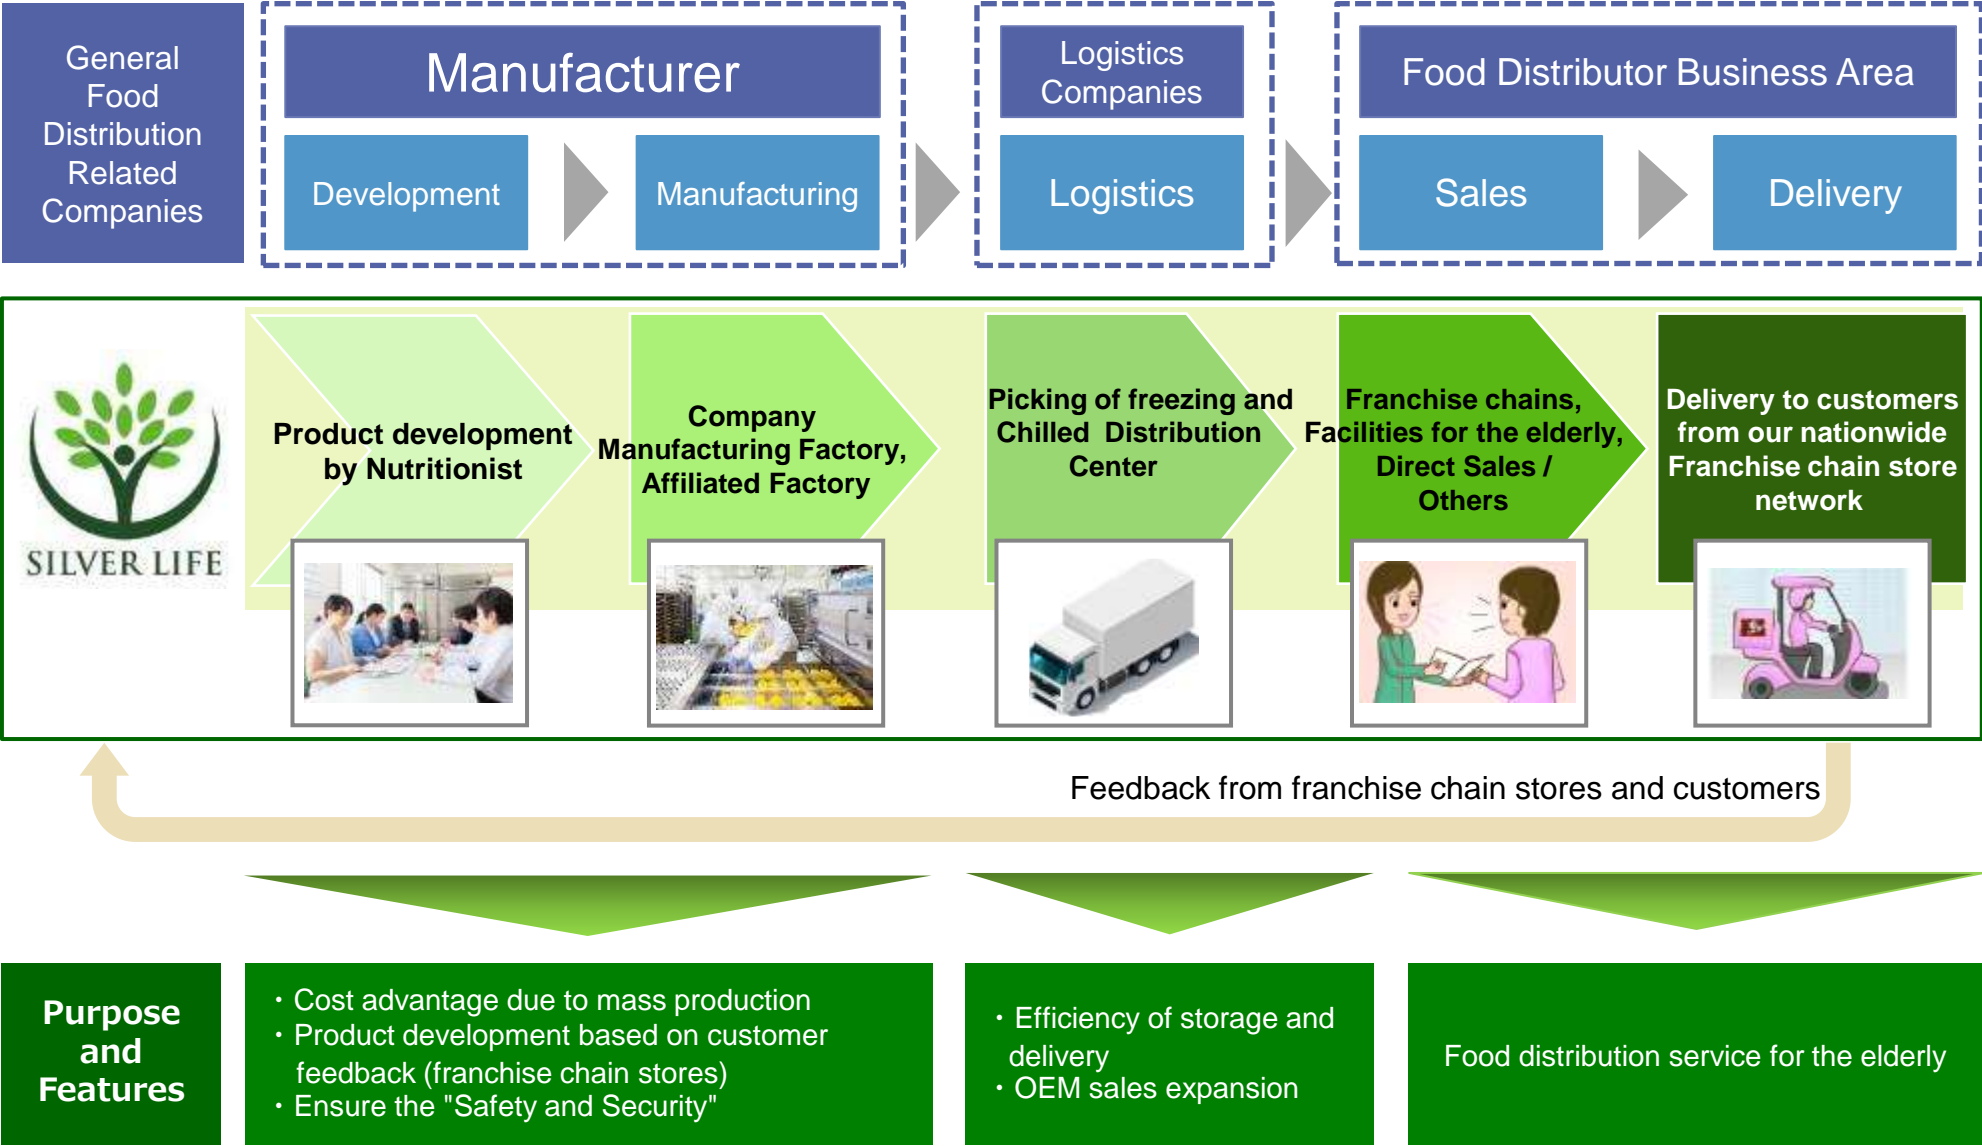 General
Food
Distribution
Related
Companies
Manufacturer
Development
Manufacturing
Logistics
Companies
Logistics
Food Distributor Business Area
Sales
Delivery
SILVER LIFE
Product development
by Nutritionist
Company
Manufacturing Factory,
Affiliated Factory
Picking of freezing and
Chilled Distribution
Center
Franchise chains,
Facilities for the elderly,
Direct Sales /
Others
Delivery to customers
from our nationwide
Franchise chain store
network
Feedback from franchise chain stores and customers
Purpose
and
Features
・Cost advantage due to mass production
・Product development based on customer
feedback (franchise chain stores)
・Ensure the "Safety and Security"
・Efficiency of storage and
delivery
・OEM sales expansion
Food distribution service for the elderly